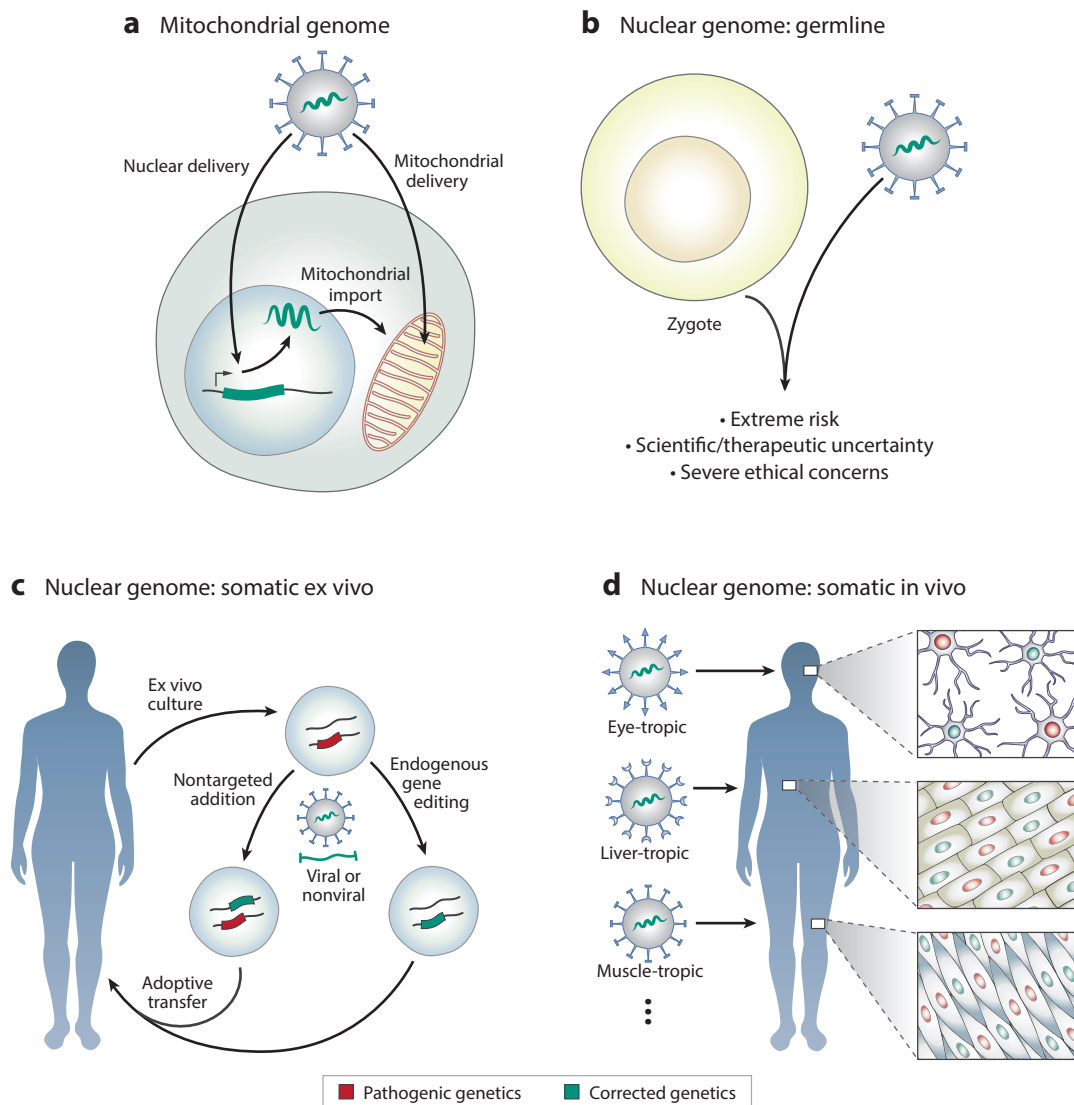 a Mitochondrial genome
Nuclear delivery
Mitochondrial
delivery
Mitochondrial
import
b Nuclear genome: germline
Zygote
• Extreme risk
• Scientific/therapeutic uncertainty
• Severe ethical concerns
c Nuclear genome: somatic ex vivo
Ex vivo
culture
Nontargeted
addition
Endogenous
gene
editing
Viral or
nonviral
Adoptive
transfer
d Nuclear genome: somatic in vivo
Eye-tropic
Liver-tropic
Muscle-tropic
Pathogenic genetics
Corrected genetics